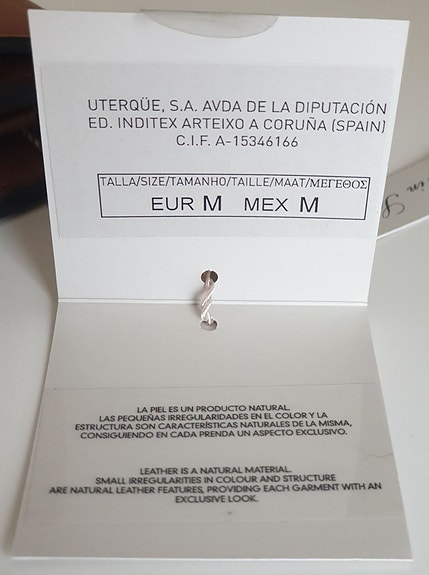 UTERQÜE, S.A. AVDA DE LA DIPUTACIÓN
ED. INDITEX ARTEIXO A CORUÑA (SPAIN)
C.I.F. A-15346166
TALLA/SIZE/TAMANHO/TAILLE/MAAT/ΜΕΓΕΘΟΣ
EUR M MEX M
LA PIEL ES UN PRODUCTO NATURAL.
LAS PEQUEÑAS IRREGULARIDADES EN EL COLOR Y LA
ESTRUCTURA SON CARACTERÍSTICAS NATURALES DE LA MISMA,
CONSIGUIENDO EN CADA PRENDA UN ASPECTO EXCLUSIVO.
LEATHER IS A NATURAL MATERIAL.
SMALL IRREGULARITIES IN COLOUR AND STRUCTURE
ARE NATURAL LEATHER FEATURES, PROVIDING EACH GARMENT WITH AN
EXCLUSIVE LOOK.